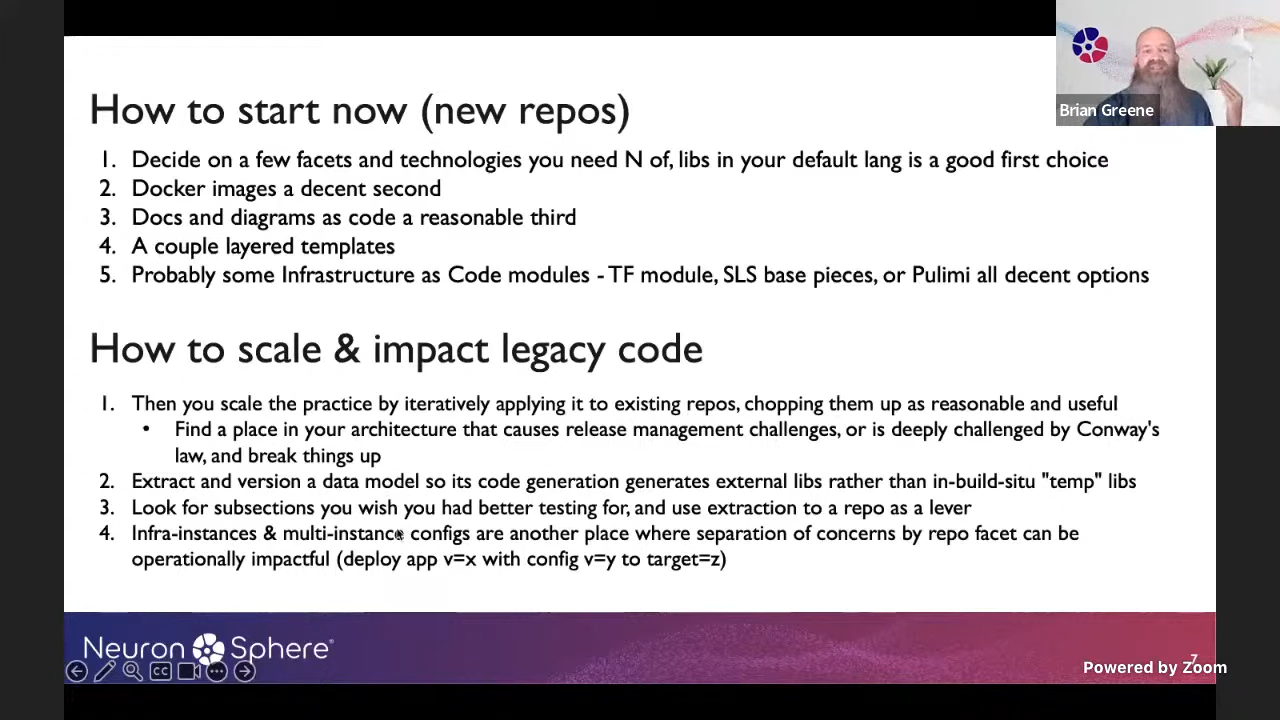 Brian Greene
How to start now (new repos)
1. Decide on a few facets and technologies you need N of, libs in your default lang is a good first choice
2. Docker images a decent second
3. Docs and diagrams as code a reasonable third
4. A couple layered templates
5. Probably some Infrastructure as Code modules - TF module, SLS base pieces, or Pulimi all decent options
How to scale & impact legacy code
1. Then you scale the practice by iteratively applying it to existing repos, chopping them up as reasonable and useful
• Find a place in your architecture that causes release management challenges, or is deeply challenged by Conway's
law, and break things up
2. Extract and version a data model so its code generation generates external libs rather than in-build-situ "temp" libs
3. Look for subsections you wish you had better testing for, and use extraction to a repo as a lever
4. Infra-instances & multi-instance configs are another place where separation of concerns by repo facet can be
operationally impactful (deploy app v=x with config v=y to target=z)
Neuron Sphere®
CC
7
Powered by Zoom